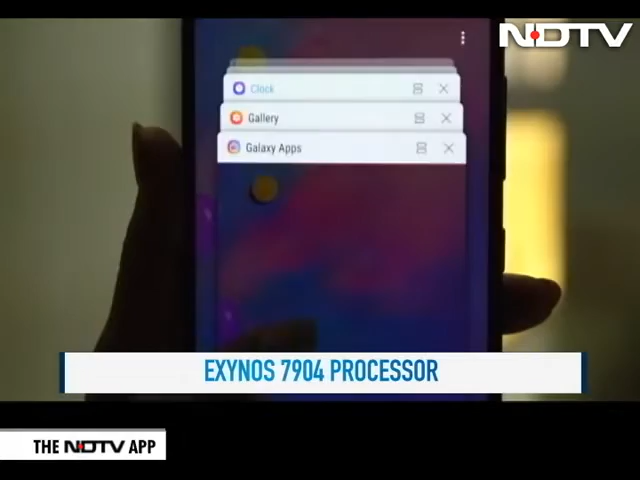 NDTV
Clock
Gallery
Galaxy Apps
EXYNOS 7904 PROCESSOR
THE NDTV APP